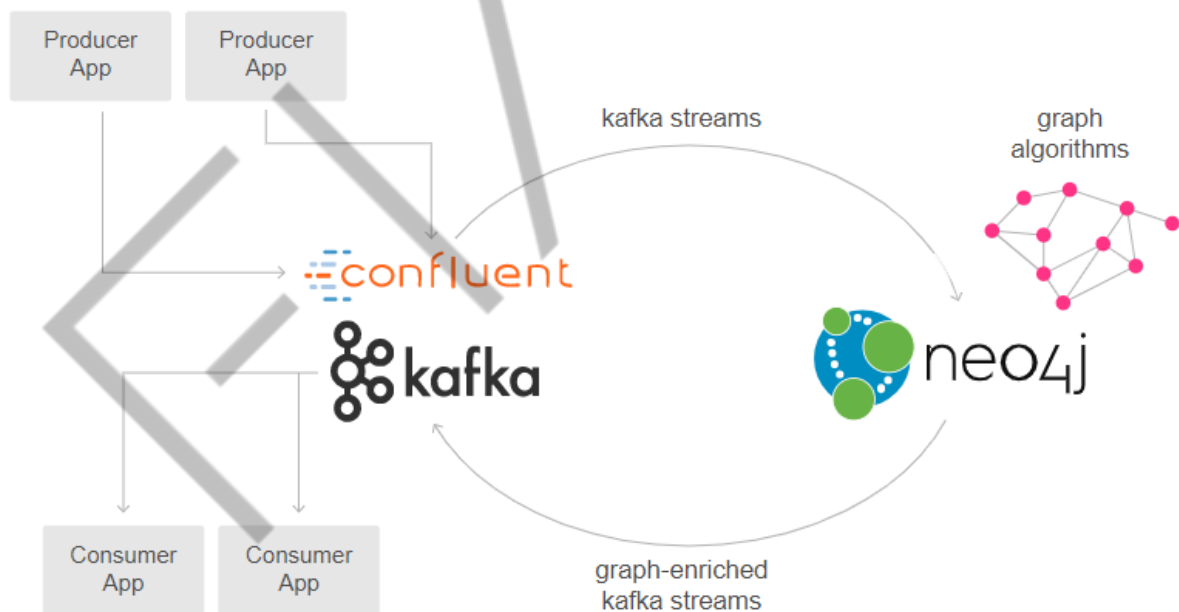 Producer
App
Producer
App
kafka streams
graph
algorithms
confluent
kafka
neo4j
Consumer
App
Consumer
App
graph-enriched
kafka streams